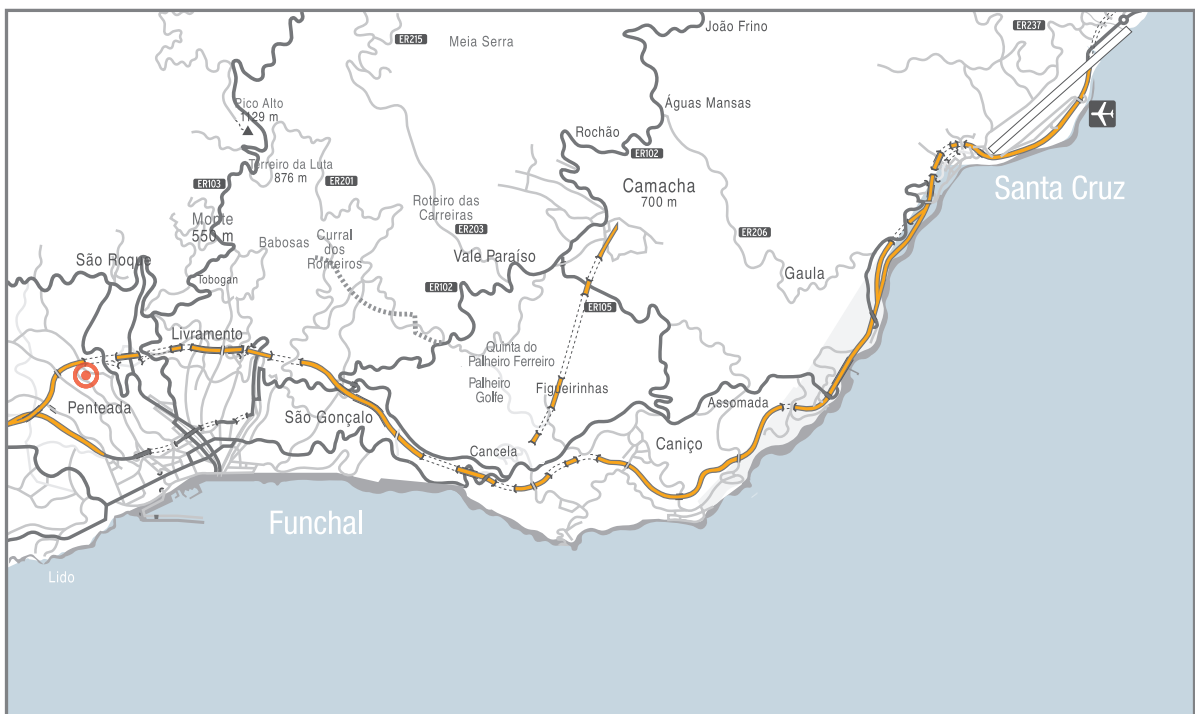 João Frino
ER237
ER215
Meia Serra
Pico Alto
1129 m
Águas Mansas
Rochão
ER102
Terreiro da Luta
876 m
ER103
ER201
Camacha
700 m
Santa Cruz
Roteiro das
Carreiras
Monte
550 m
ER203
ER206
Babosas
Curral
dos
Romeiros
São Roque
Vale Paraíso
Gaula
Tobogan
ER102
ER105
Livramento
Quinta do
Palheiro Ferreiro
Palheiro
Golfe
Figueirinhas
Penteada
São Gonçalo
Assomada
Cancela
Caniço
Funchal
Lido